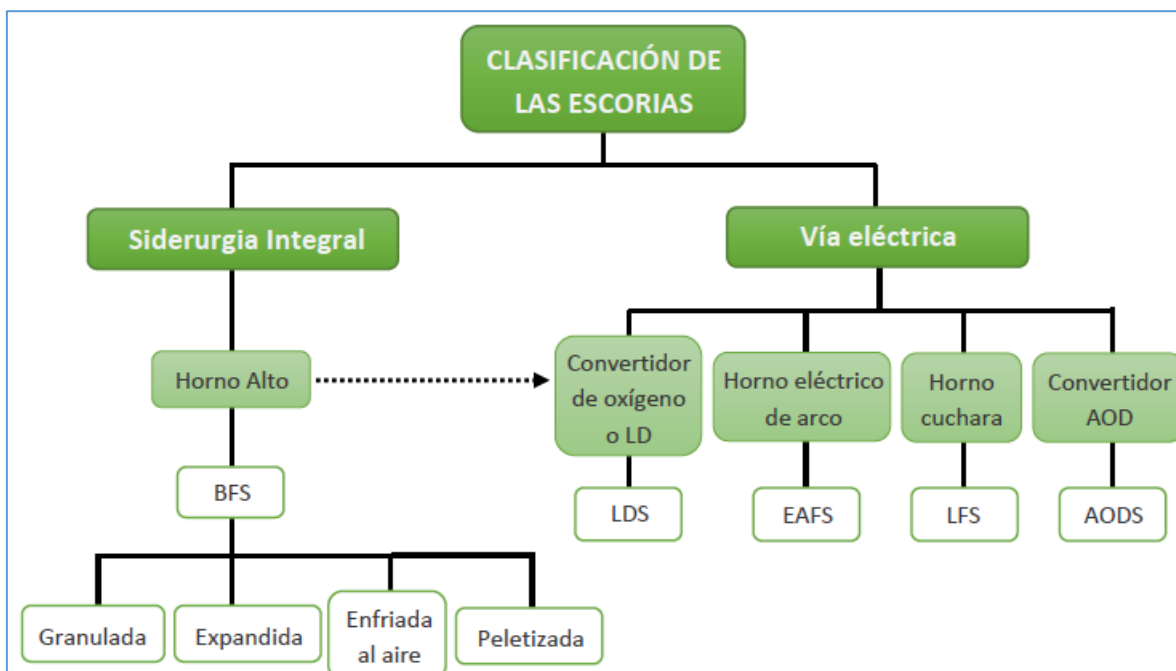 CLASIFICACIÓN DE
LAS ESCORIAS
Siderurgia Integral
Vía eléctrica
Horno Alto
Convertidor
de oxígeno
o LD
Horno eléctrico
de arco
Horno
cuchara
Convertidor
AOD
BFS
LDS
EAFS
LFS
AODS
Granulada
Expandida
Enfriada
al aire
Peletizada